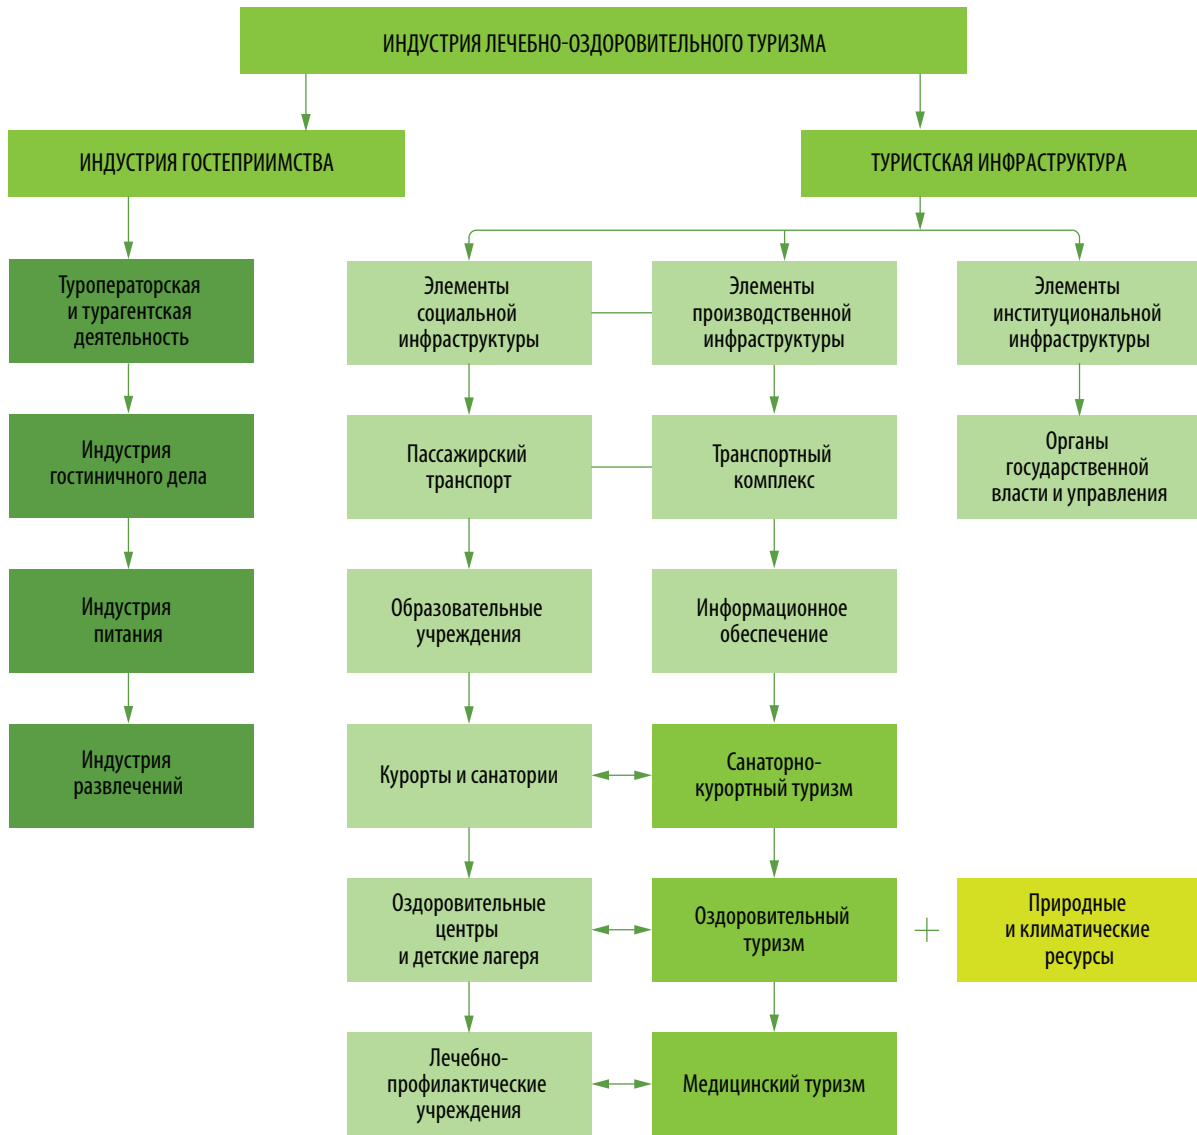 ИНДУСТРИЯ ЛЕЧЕБНО-ОЗДОРОВИТЕЛЬНОГО ТУРИЗМА
ИНДУСТРИЯ ГОСТЕПРИИМСТВА
ТУРИСТСКАЯ ИНФРАСТРУКТУРА
Туроператорская
и турагентская
деятельность
Элементы
социальной
инфраструктуры
Элементы
производственной
инфраструктуры
Элементы
институциональной
инфраструктуры
Индустрия
гостиничного дела
Пассажирский
транспорт
Транспортный
комплекс
Органы
государственной
власти и управления
Индустрия
питания
Образовательные
учреждения
Информационное
обеспечение
Индустрия
развлечений
Курорты и санатории
Санаторно-
курортный туризм
Оздоровительные
центры
и детские лагеря
Оздоровительный
туризм
+
Природные
и климатические
ресурсы
Лечебно-
профилактические
учреждения
Медицинский туризм